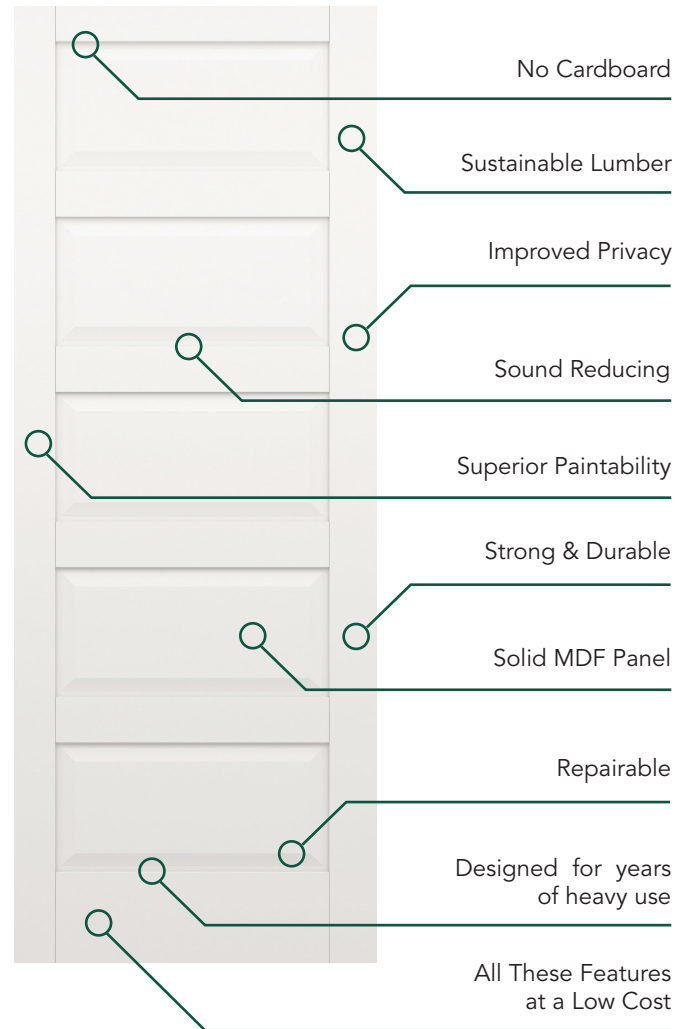 No Cardboard
Sustainable Lumber
Improved Privacy
Sound Reducing
Superior Paintability
Strong & Durable
Solid MDF Panel
Repairable
Designed for years
of heavy use
All These Features
at a Low Cost